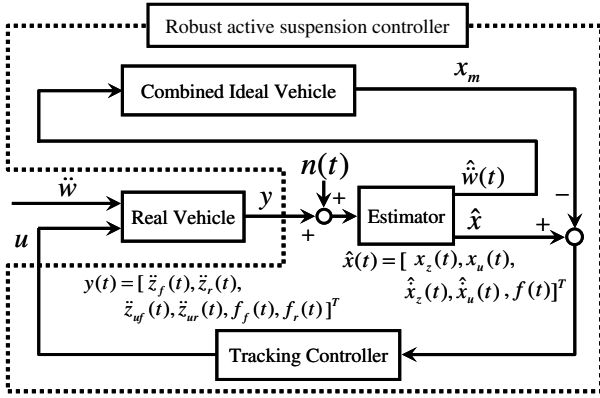 Robust active suspension controller
x_m
Combined Ideal Vehicle
n(t)
ŵ̈(t)
ẅ
y
+
−
Real Vehicle
Estimator
x̂
+
u
+
y(t) = [ z̈_f(t), z̈_r(t),
z̈_uf(t), z̈_ur(t), f_f(t), f_r(t)]^T
x̂(t) = [ x_z(t), x_u(t),
x̂̇_z(t), x̂̇_u(t), f(t)]^T
Tracking Controller